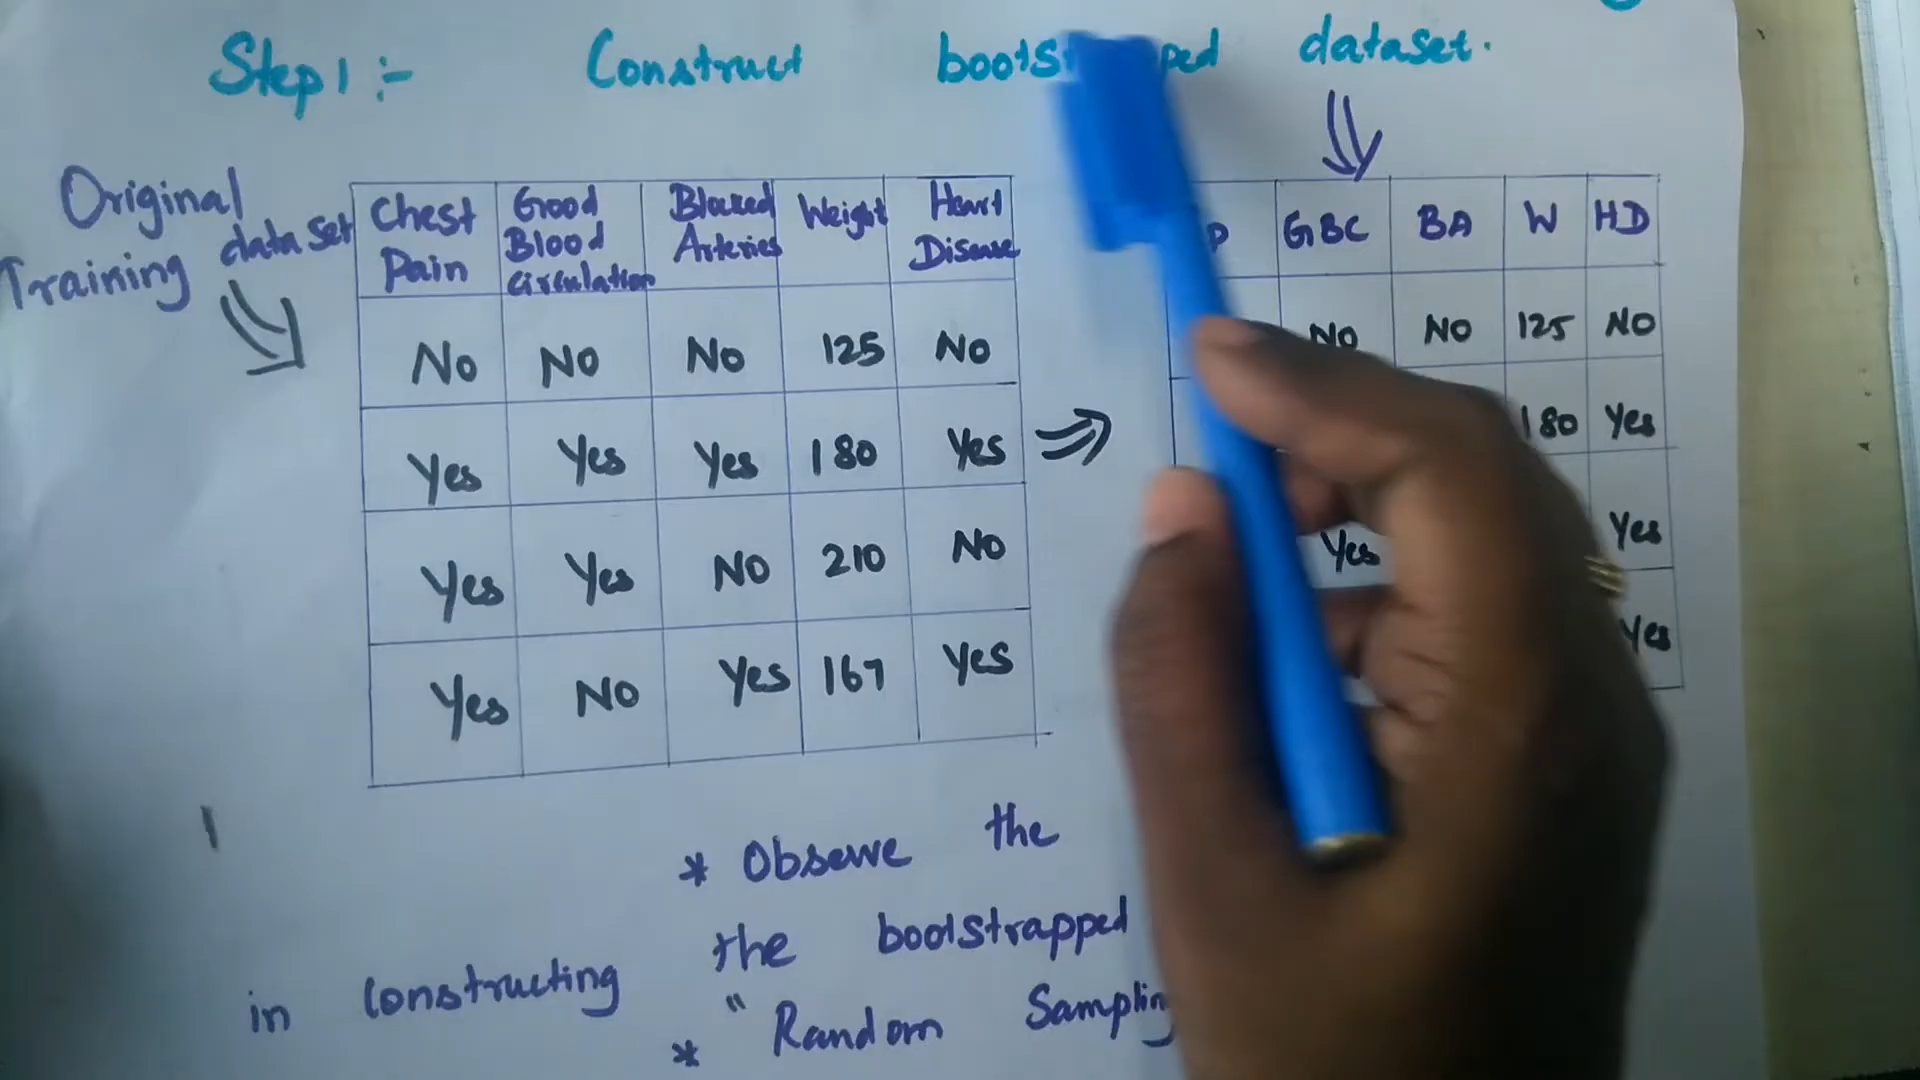 Step 1 :- Construct dataset.
Original
Training dataset
Chest Pain Good Blood Circulation Blocked Arteries Weight Heart Disease
No No No 125 No
Yes Yes Yes 180 Yes
Yes Yes No 210 No
Yes No Yes 167 Yes
GBC BA W HD
No No 125 No
180 Yes
Yes Yes
Yes
* Observe the
in constructing the bootstrapped
* " Random Sampling